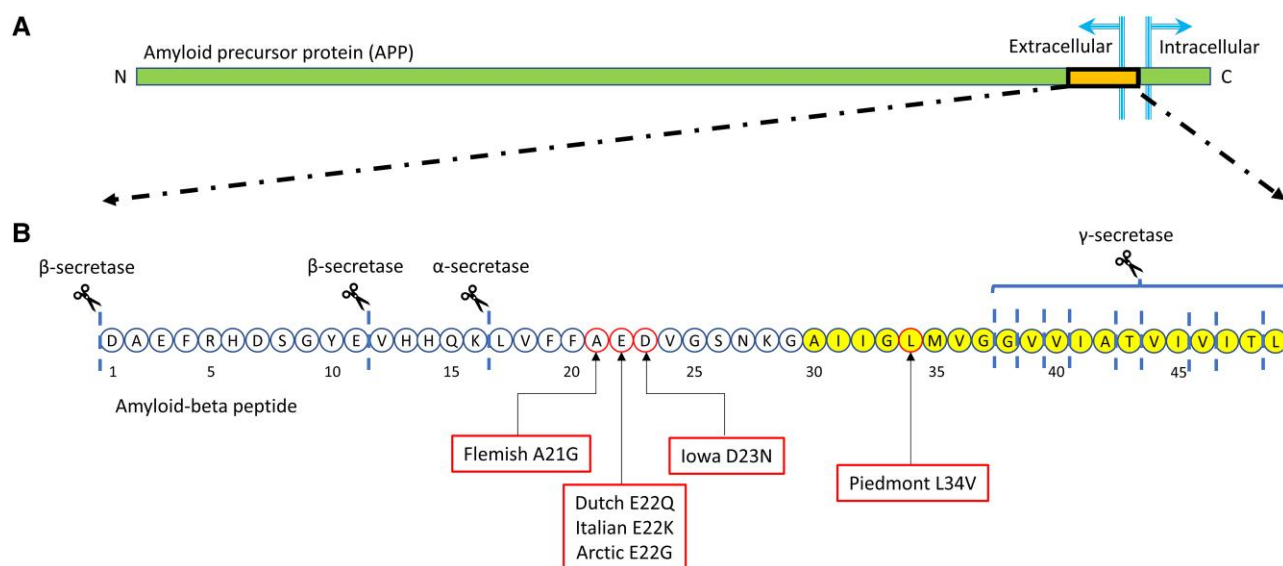 A
Amyloid precursor protein (APP)
Extracellular
Intracellular
N
C
B
β-secretase
β-secretase
α-secretase
γ-secretase
D A E F R H D S G Y E V H H Q K L V F F A E D V G S N K G A I I G L M V G G V V I A T V I V I T L
1 5 10 15 20 25 30 35 40 45
Amyloid-beta peptide
Flemish A21G
Iowa D23N
Piedmont L34V
Dutch E22Q
Italian E22K
Arctic E22G